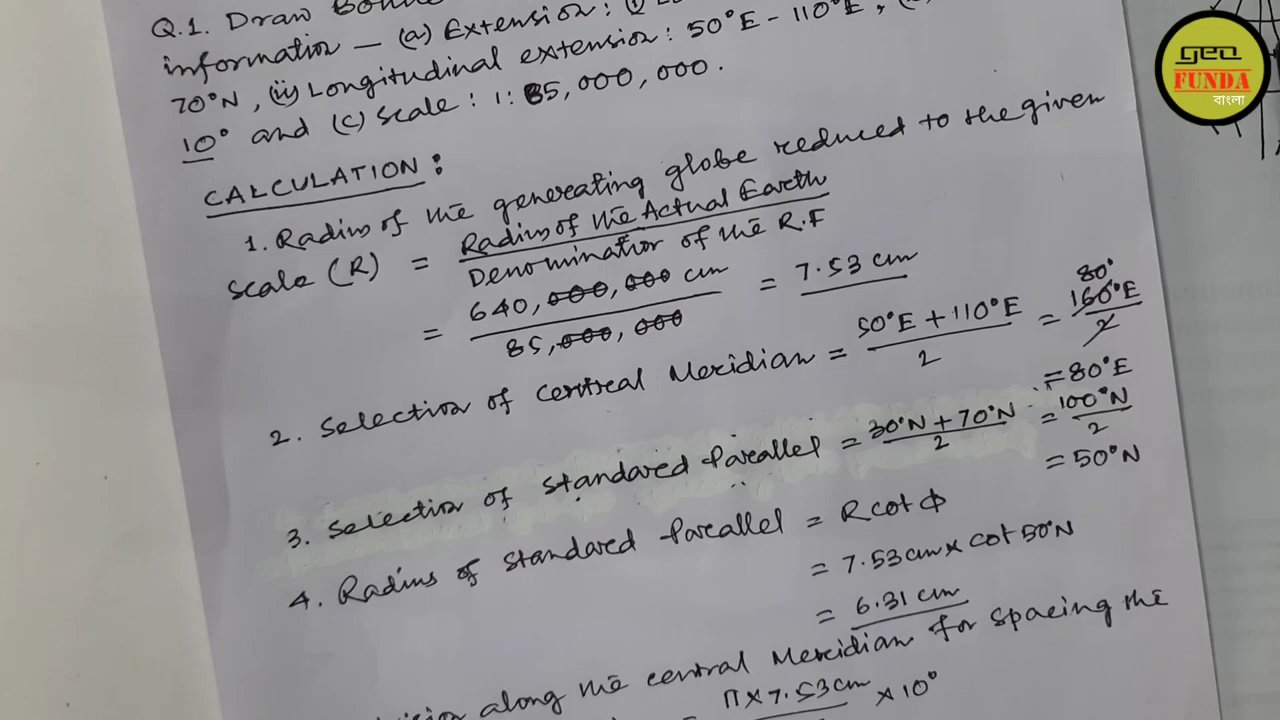 Q.1. Draw
information — (a) Extension: (i)
70°N, (ii) Longitudinal extension: 50°E - 110°E,
10° and (c) Scale: 1: 85,000,000.
CALCULATION:
1. Radius of the generating globe reduced to the given
scale (R) = Radius of the Actual Earth / Denominator of the R.F
= 640,000,000 cm / 85,000,000 = 7.53 cm
2. Selection of Central Meridian = 50°E + 110°E / 2 = 160°E / 2 80°
= 80°E
3. Selection of standard Parallel = 30°N + 70°N / 2 = 100°N / 2
= 50°N
4. Radius of Standard Parallel = R cot Φ
= 7.53 cm x cot 50°N
= 6.31 cm
along the central Meridian for spacing the
= Π x 7.53 cm x 10°
geo
FUNDA
বাংলা